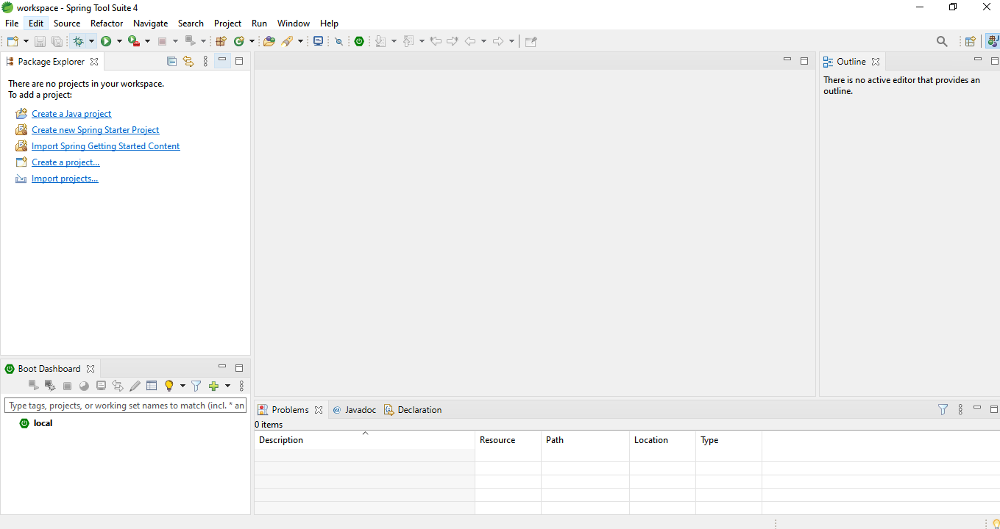 workspace - Spring Tool Suite 4
File Edit Source Refactor Navigate Search Project Run Window Help
Package Explorer
There are no projects in your workspace.
To add a project:
Create a Java project
Create new Spring Starter Project
Import Spring Getting Started Content
Create a project...
Import projects...
Outline
There is no active editor that provides an
outline.
Boot Dashboard
Type tags, projects, or working set names to match (incl. * an
local
Problems @ Javadoc Declaration
0 items
Description Resource Path Location Type